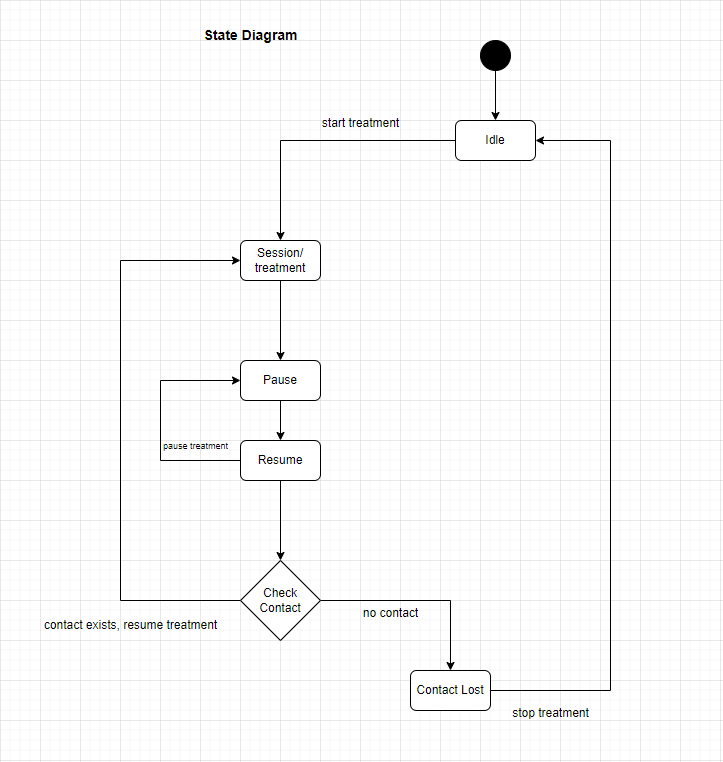 State Diagram
start treatment
Idle
Session/
treatment
Pause
pause treatment
Resume
Check
Contact
no contact
contact exists, resume treatment
Contact Lost
stop treatment